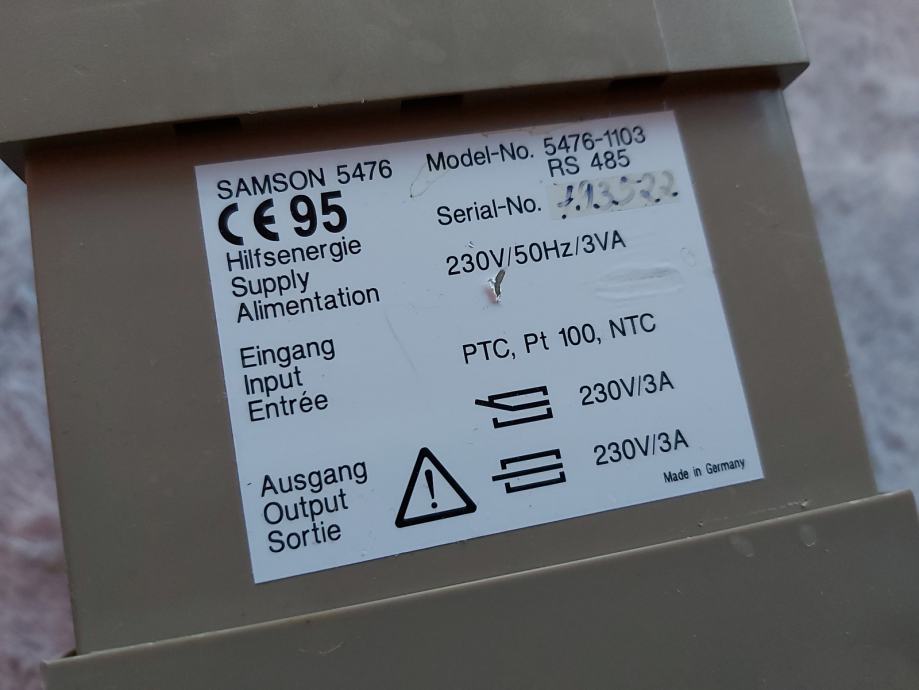 SAMSON 5476
Model-No. 5476-1103
RS 485
CE 95
Serial-No.
Hilfsenergie
Supply
Alimentation
230V/50Hz/3VA
Eingang
Input
Entrée
PTC, Pt 100, NTC
230V/3A
Ausgang
Output
Sortie
230V/3A
Made in Germany